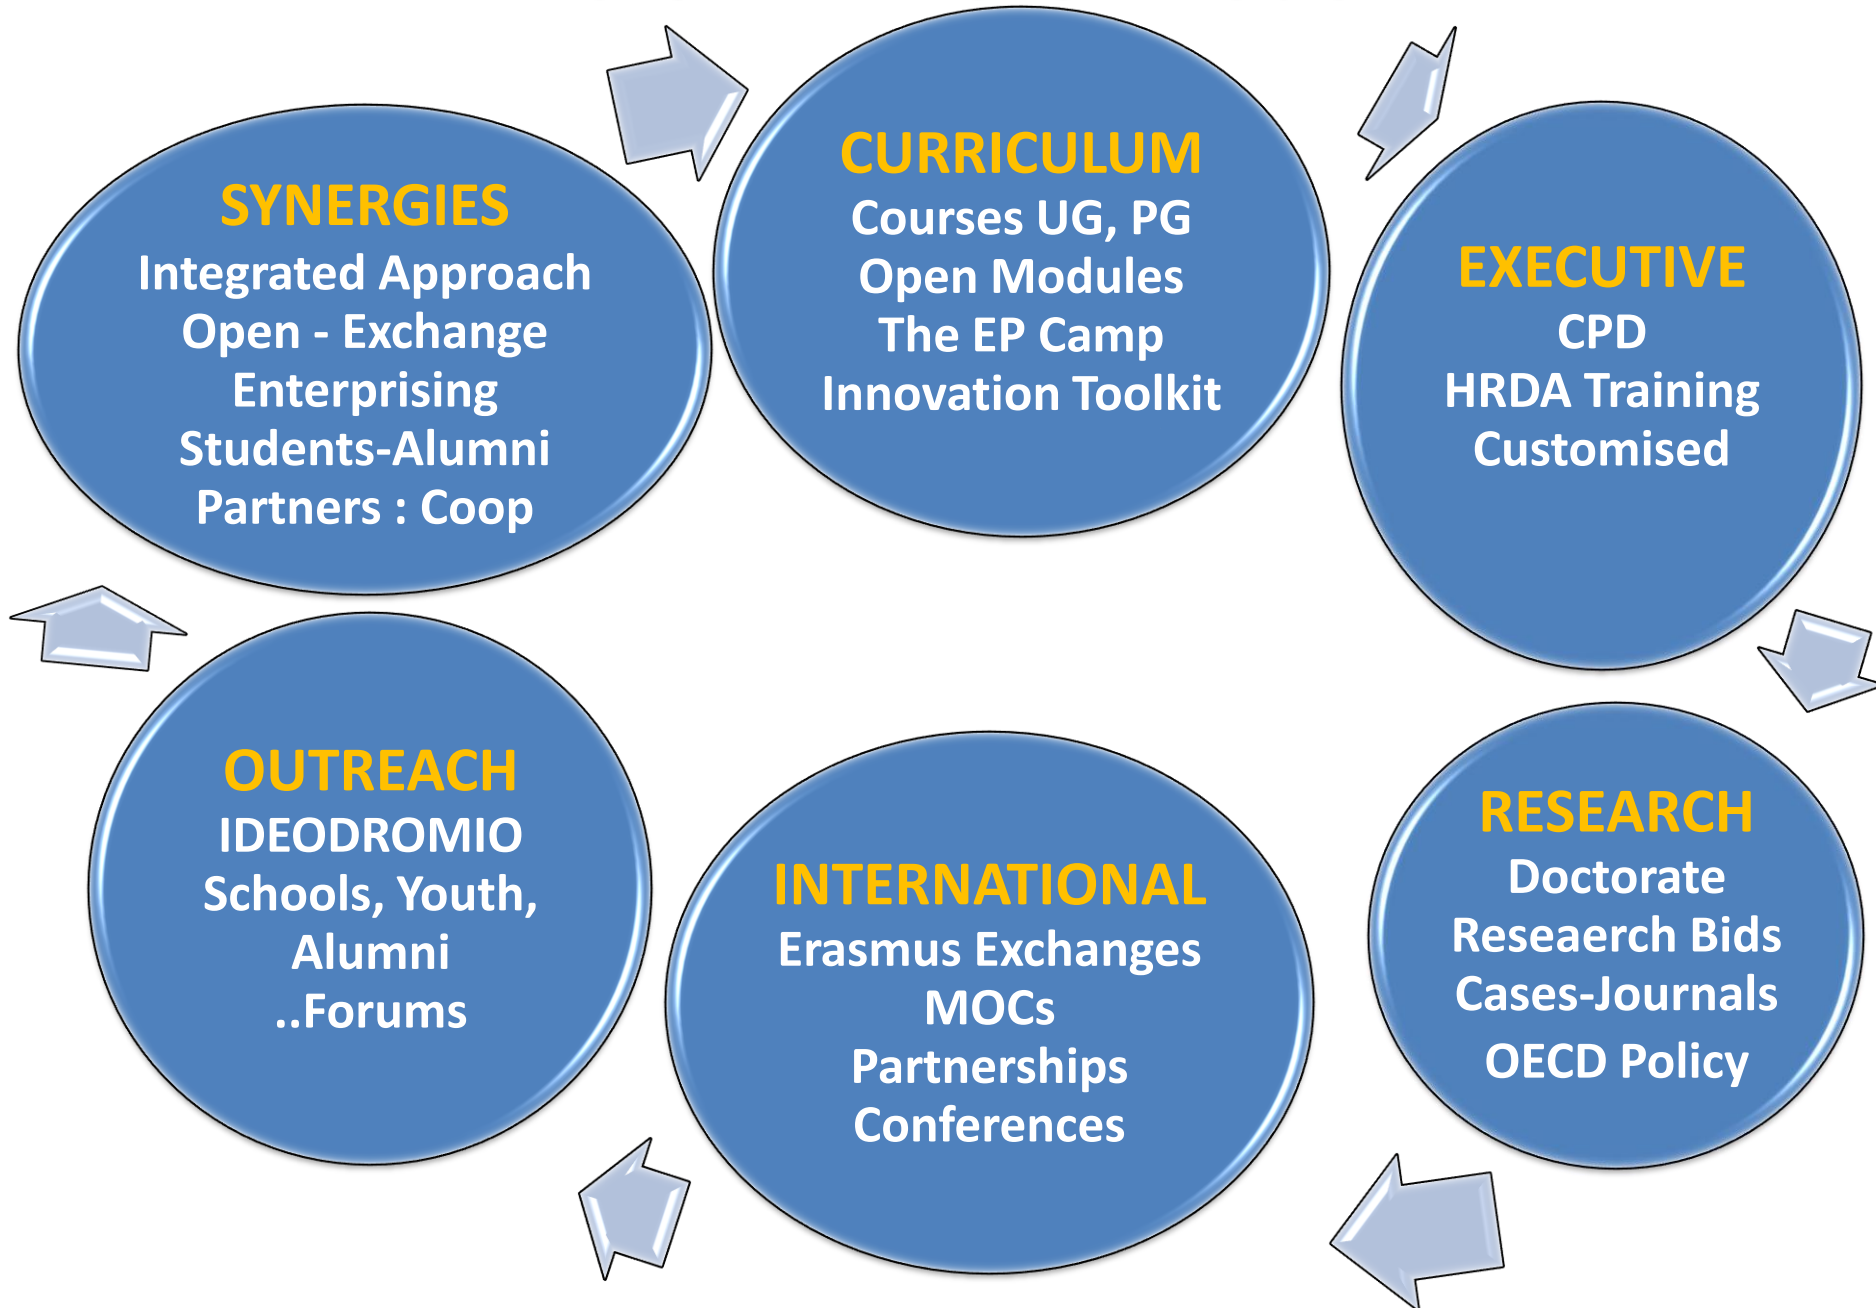 SYNERGIES
Integrated Approach
Open - Exchange
Enterprising
Students-Alumni
Partners : Coop
CURRICULUM
Courses UG, PG
Open Modules
The EP Camp
Innovation Toolkit
EXECUTIVE
CPD
HRDA Training
Customised
RESEARCH
Doctorate
Reseaerch Bids
Cases-Journals
OECD Policy
INTERNATIONAL
Erasmus Exchanges
MOCs
Partnerships
Conferences
OUTREACH
IDEODROMIO
Schools, Youth,
Alumni
..Forums